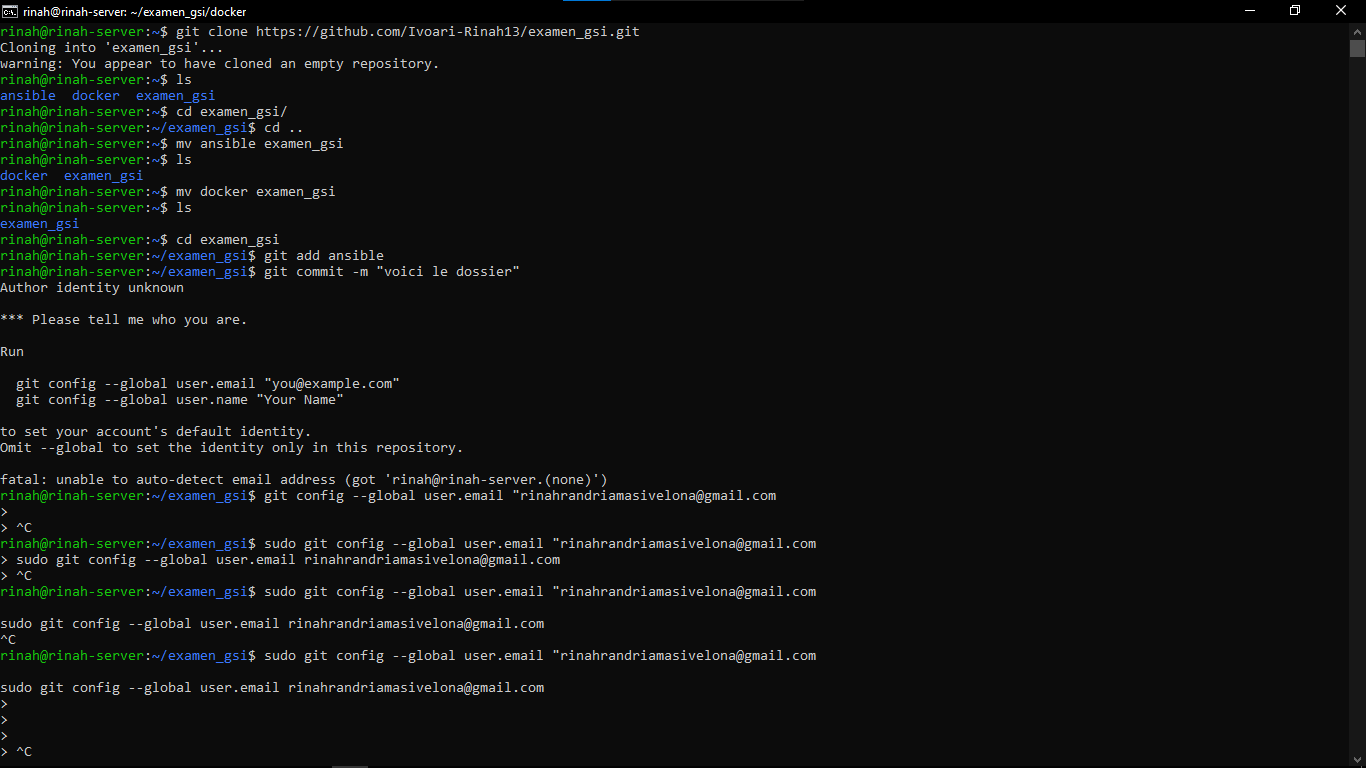 rinah@rinah-server: ~/examen_gsi/docker
rinah@rinah-server:~$ git clone https://github.com/Ivoari-Rinah13/examen_gsi.git
Cloning into 'examen_gsi'...
warning: You appear to have cloned an empty repository.
rinah@rinah-server:~$ ls
ansible  docker  examen_gsi
rinah@rinah-server:~$ cd examen_gsi/
rinah@rinah-server:~/examen_gsi$ cd ..
rinah@rinah-server:~$ mv ansible examen_gsi
rinah@rinah-server:~$ ls
docker  examen_gsi
rinah@rinah-server:~$ mv docker examen_gsi
rinah@rinah-server:~$ ls
examen_gsi
rinah@rinah-server:~$ cd examen_gsi
rinah@rinah-server:~/examen_gsi$ git add ansible
rinah@rinah-server:~/examen_gsi$ git commit -m "voici le dossier"
Author identity unknown
*** Please tell me who you are.
Run
  git config --global user.email "you@example.com"
  git config --global user.name "Your Name"
to set your account's default identity.
Omit --global to set the identity only in this repository.
fatal: unable to auto-detect email address (got 'rinah@rinah-server.(none)')
rinah@rinah-server:~/examen_gsi$ git config --global user.email "rinahrandriamasivelona@gmail.com
>
> ^C
rinah@rinah-server:~/examen_gsi$ sudo git config --global user.email "rinahrandriamasivelona@gmail.com
> sudo git config --global user.email rinahrandriamasivelona@gmail.com
> ^C
rinah@rinah-server:~/examen_gsi$ sudo git config --global user.email "rinahrandriamasivelona@gmail.com
sudo git config --global user.email rinahrandriamasivelona@gmail.com
^C
rinah@rinah-server:~/examen_gsi$ sudo git config --global user.email "rinahrandriamasivelona@gmail.com
sudo git config --global user.email rinahrandriamasivelona@gmail.com
>
>
>
> ^C